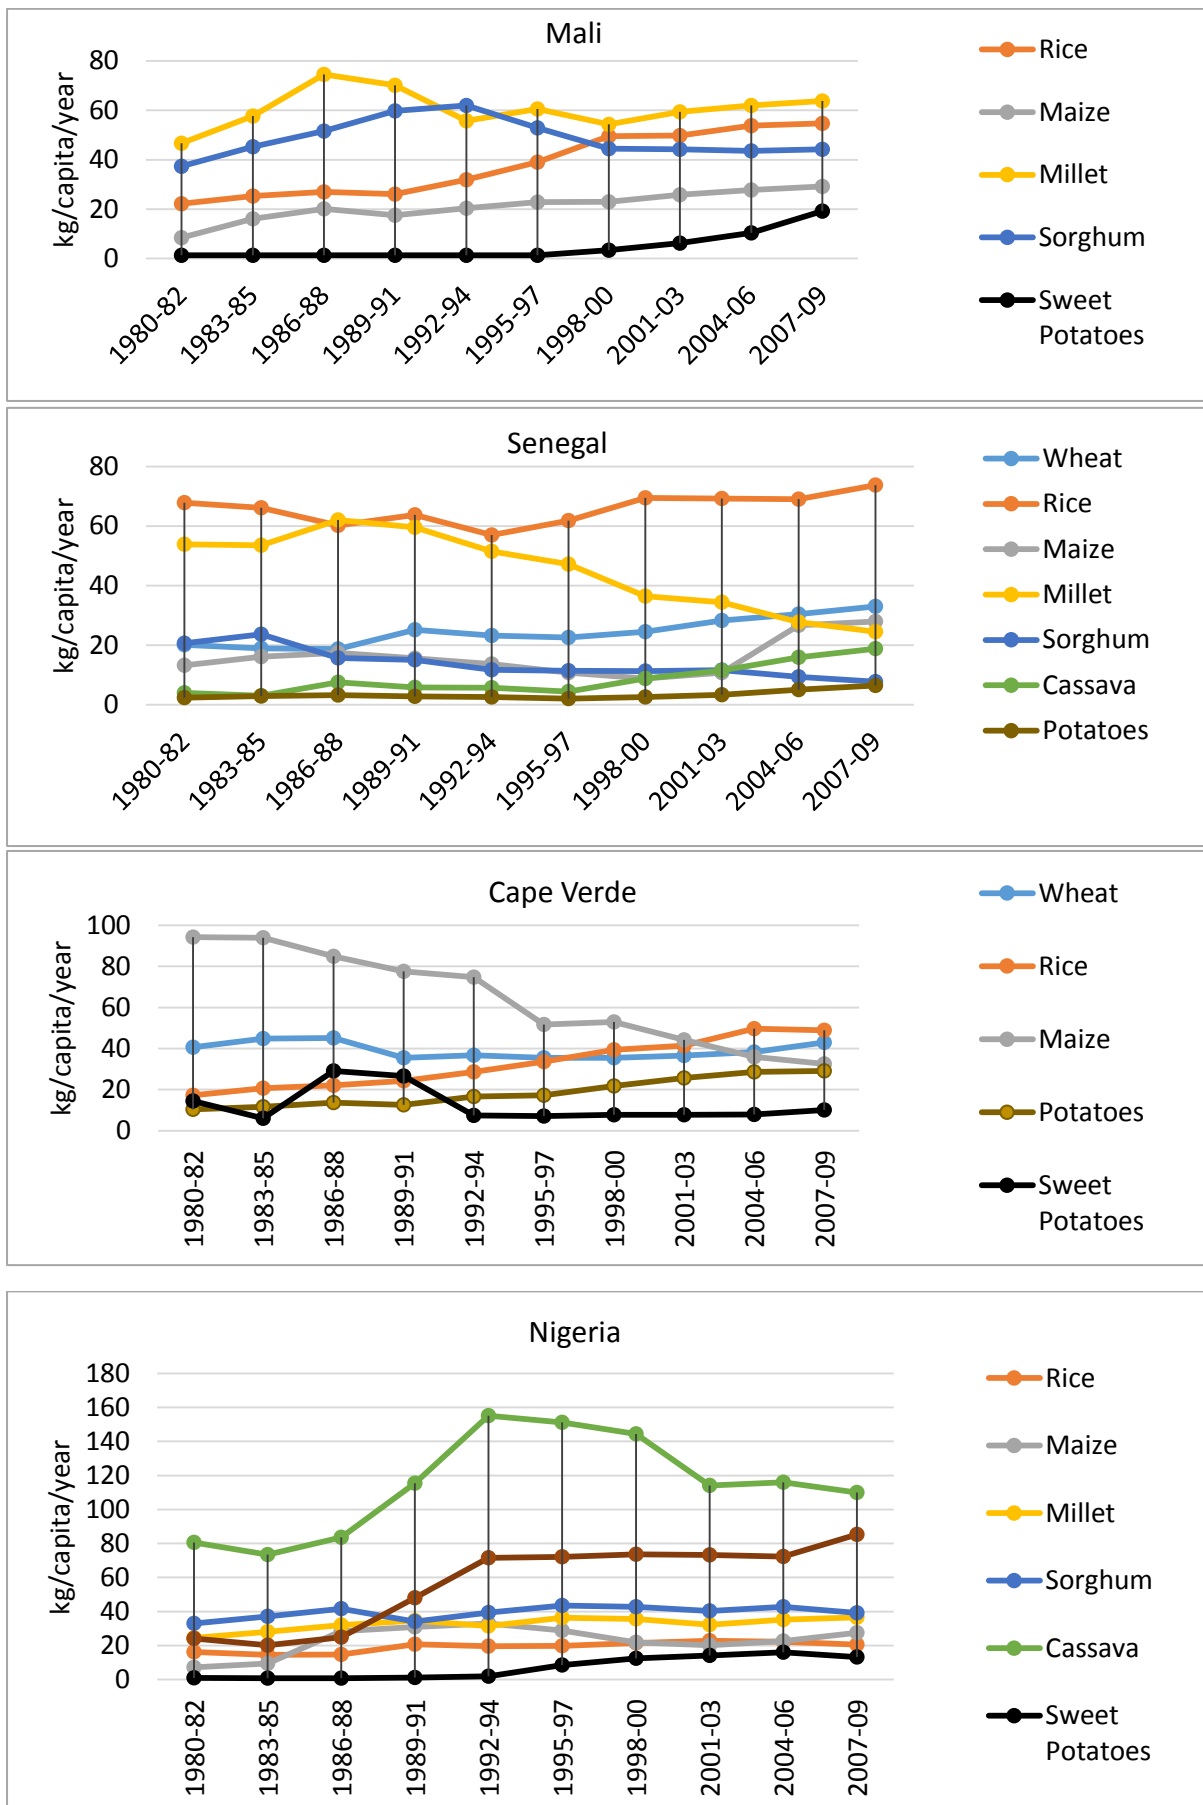 Mali
kg/capita/year
80
60
40
20
0
1980-82
1983-85
1986-88
1989-91
1992-94
1995-97
1998-00
2001-03
2004-06
2007-09
Rice
Maize
Millet
Sorghum
Sweet
Potatoes
Senegal
kg/capita/year
80
60
40
20
0
1980-82
1983-85
1986-88
1989-91
1992-94
1995-97
1998-00
2001-03
2004-06
2007-09
Wheat
Rice
Maize
Millet
Sorghum
Cassava
Potatoes
Cape Verde
kg/capita/year
100
80
60
40
20
0
1980-82
1983-85
1986-88
1989-91
1992-94
1995-97
1998-00
2001-03
2004-06
2007-09
Wheat
Rice
Maize
Potatoes
Sweet
Potatoes
Nigeria
kg/capita/year
180
160
140
120
100
80
60
40
20
0
1980-82
1983-85
1986-88
1989-91
1992-94
1995-97
1998-00
2001-03
2004-06
2007-09
Rice
Maize
Millet
Sorghum
Cassava
Sweet
Potatoes